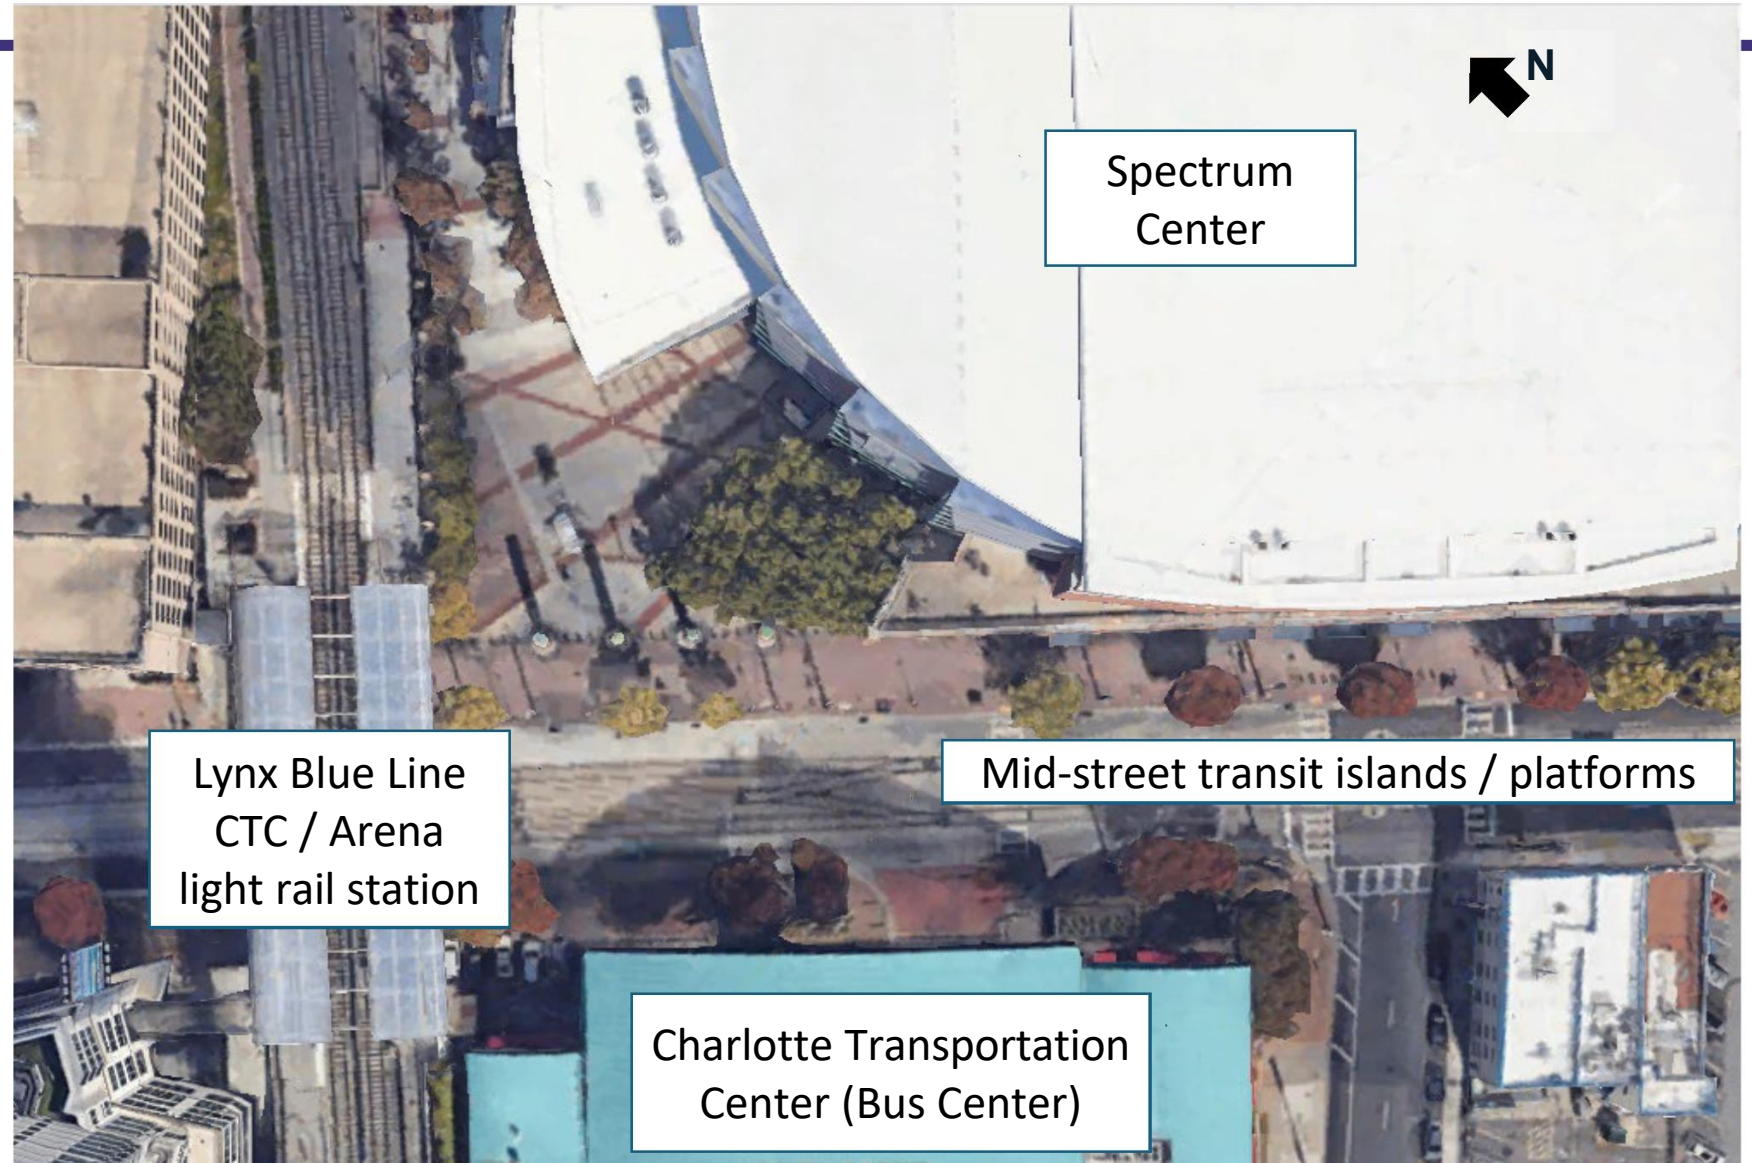 N
Spectrum
Center
Mid-street transit islands / platforms
Lynx Blue Line
CTC / Arena
light rail station
Charlotte Transportation
Center (Bus Center)